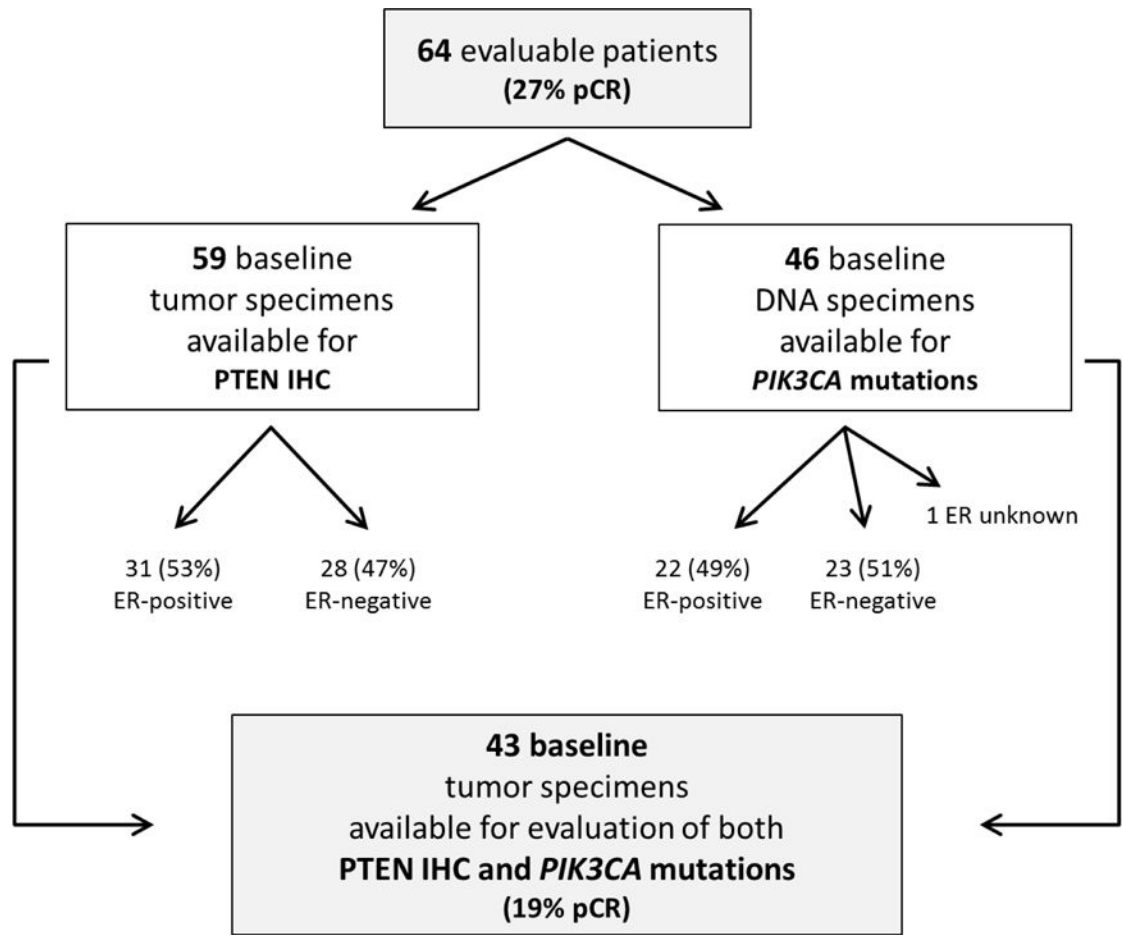 64 evaluable patients
(27% pCR)
59 baseline
tumor specimens
available for
PTEN IHC
46 baseline
DNA specimens
available for
PIK3CA mutations
31 (53%)
ER-positive
28 (47%)
ER-negative
22 (49%)
ER-positive
23 (51%)
ER-negative
1 ER unknown
43 baseline
tumor specimens
available for evaluation of both
PTEN IHC and PIK3CA mutations
(19% pCR)